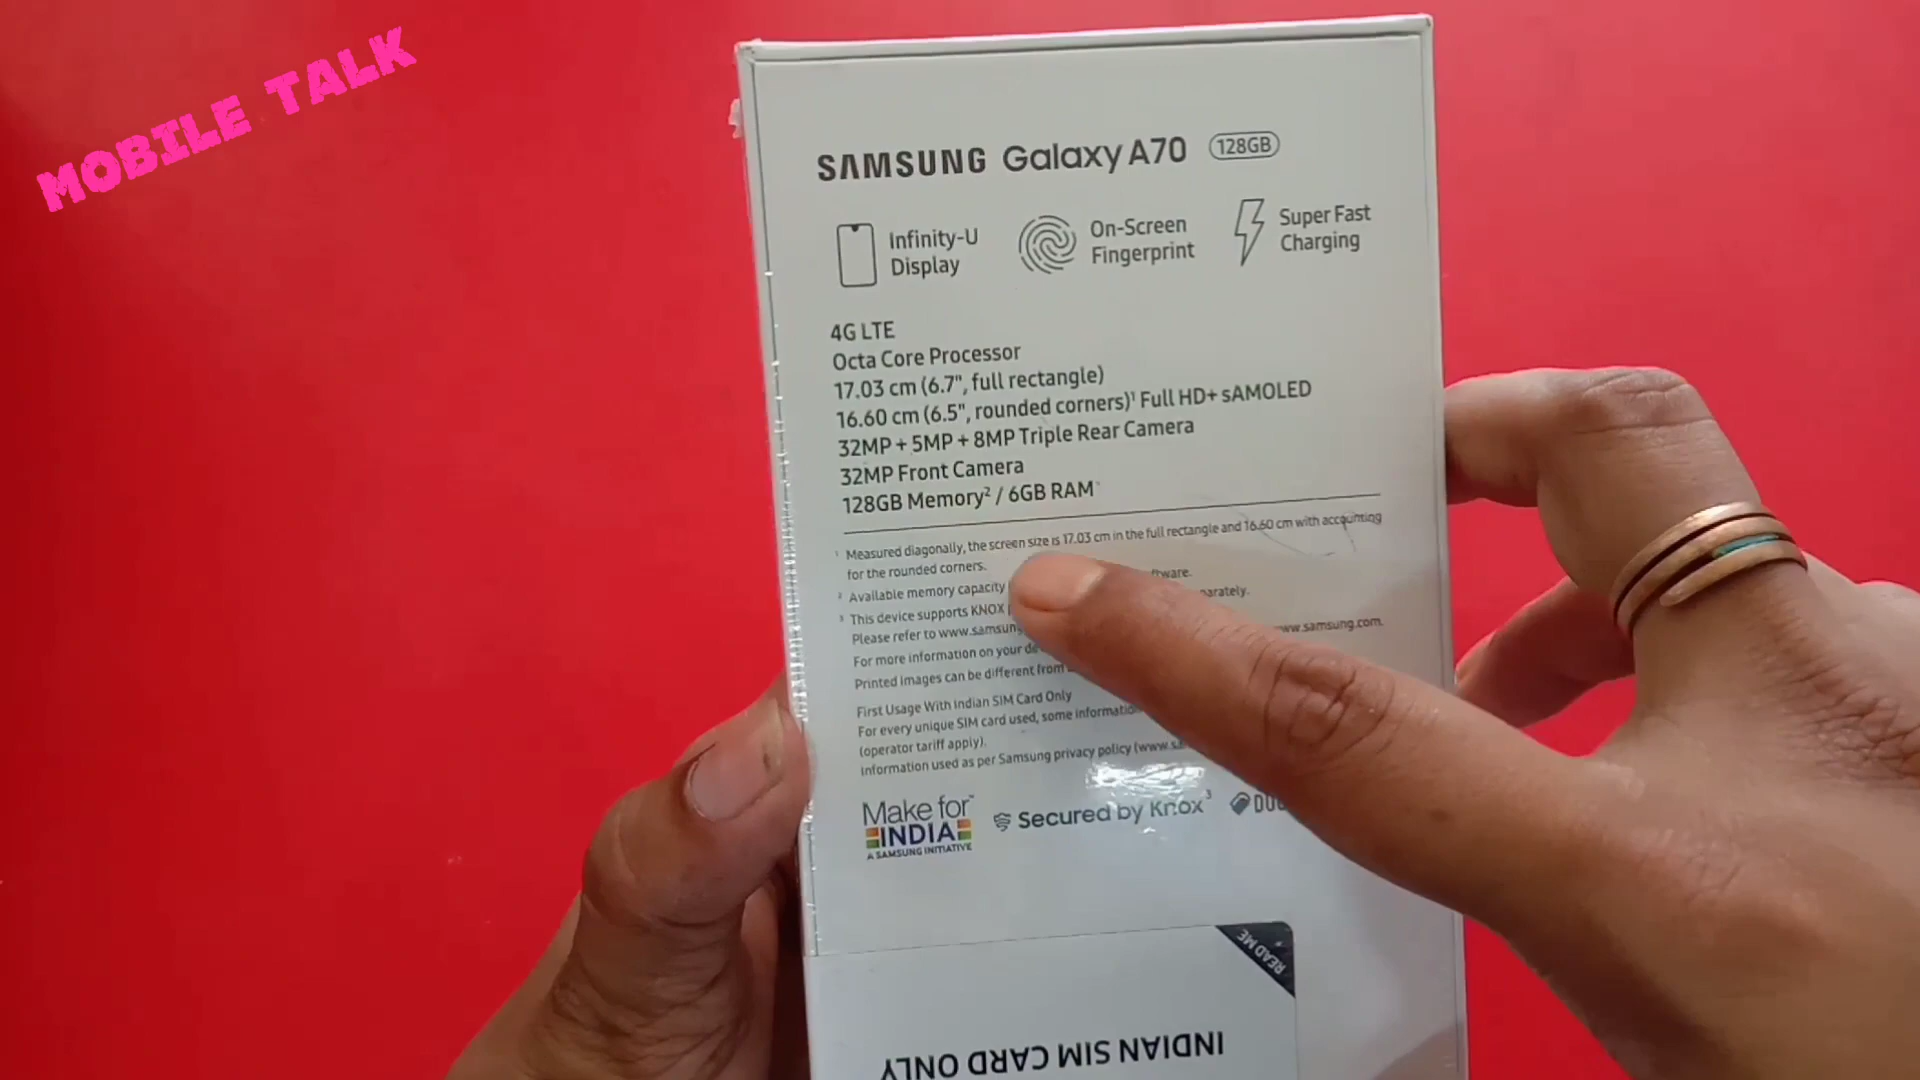 MOBILE TALK
SAMSUNG Galaxy A70 128GB
Infinity-U
Display
On-Screen
Fingerprint
Super Fast
Charging
4G LTE
Octa Core Processor
17.03 cm (6.7", full rectangle)
16.60 cm (6.5", rounded corners)¹ Full HD+ sAMOLED
32MP + 5MP + 8MP Triple Rear Camera
32MP Front Camera
128GB Memory² / 6GB RAM
¹ Measured diagonally, the screen size is 17.03 cm in the full rectangle and 16.60 cm with accounting
for the rounded corners.
² Available memory capacity
³ This device supports KNOX
Please refer to www.samsung www.samsung.com.
For more information on your
Printed images can be different from
First Usage With Indian SIM Card Only
For every unique SIM card used, some
(operator tariff apply).
Information used as per Samsung privacy policy
Make for™
INDIA
A SAMSUNG INITIATIVE
Secured by Knox³
READ ME
INDIAN SIM CARD ONLY